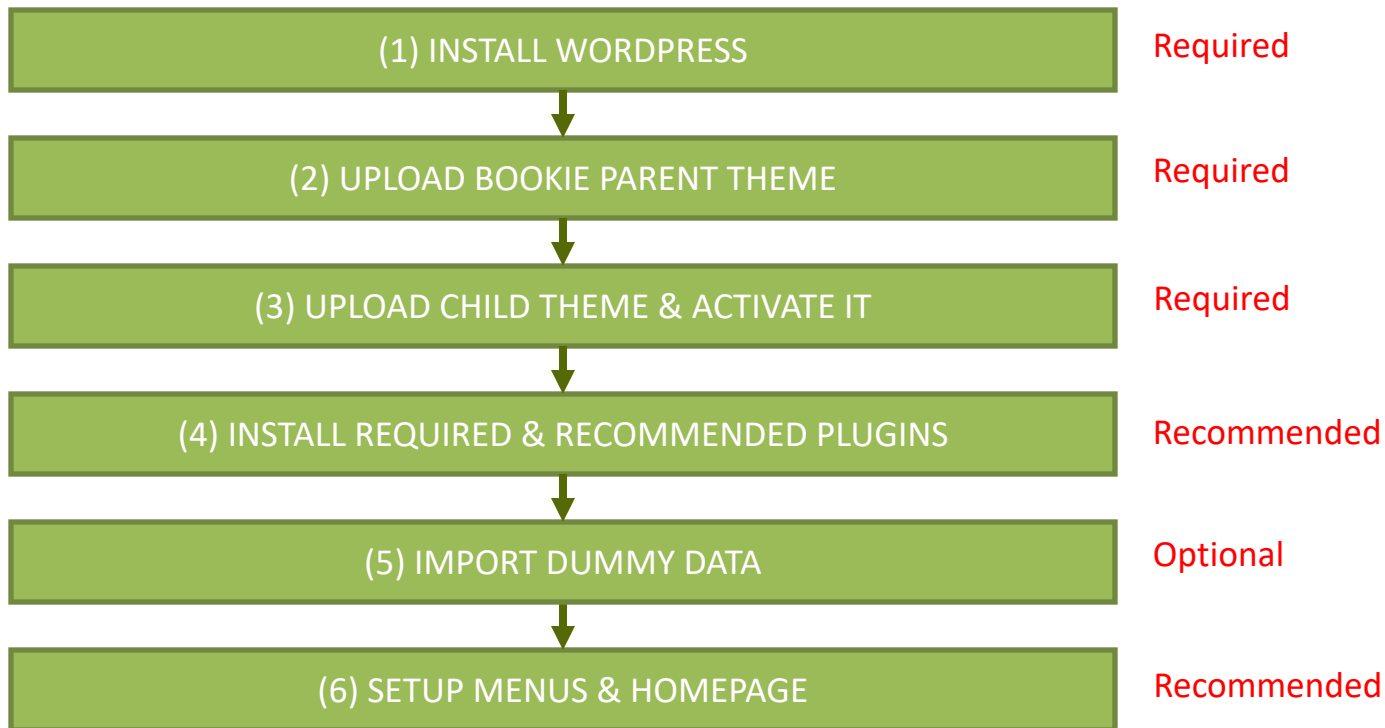 (1) INSTALL WORDPRESS
Required
(2) UPLOAD BOOKIE PARENT THEME
Required
(3) UPLOAD CHILD THEME & ACTIVATE IT
Required
(4) INSTALL REQUIRED & RECOMMENDED PLUGINS
Recommended
(5) IMPORT DUMMY DATA
Optional
(6) SETUP MENUS & HOMEPAGE
Recommended